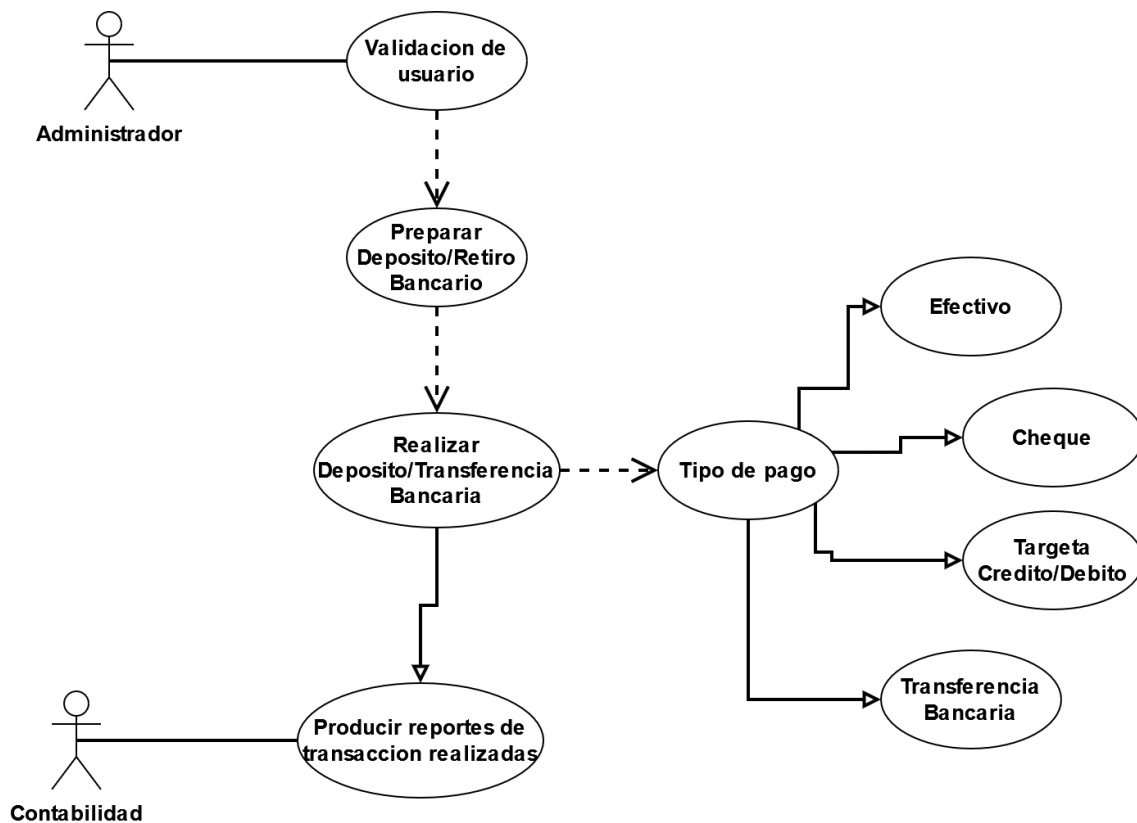 Validacion de
usuario
Administrador
Preparar
Deposito/Retiro
Bancario
Efectivo
Realizar
Deposito/Transferencia
Bancaria
Tipo de pago
Cheque
Targeta
Credito/Debito
Transferencia
Bancaria
Producir reportes de
transaccion realizadas
Contabilidad